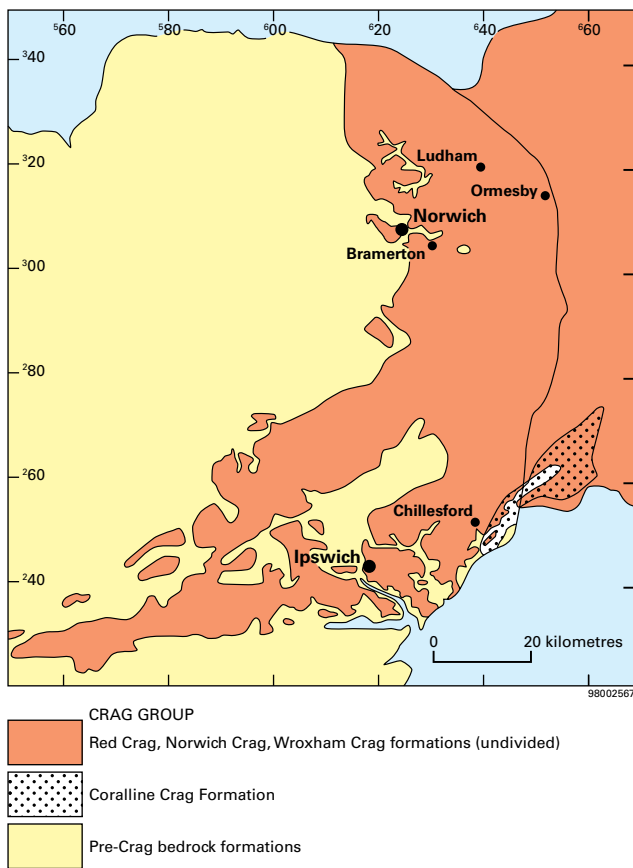 ⁵60 ⁵80 ⁶00 ⁶20 ⁶40 ⁶60
³40
320
300
²80
260
240
Ludham
Ormesby
Norwich
Bramerton
Chillesford
Ipswich
0 20 kilometres
98002567
CRAG GROUP
Red Crag, Norwich Crag, Wroxham Crag formations (undivided)
Coralline Crag Formation
Pre-Crag bedrock formations